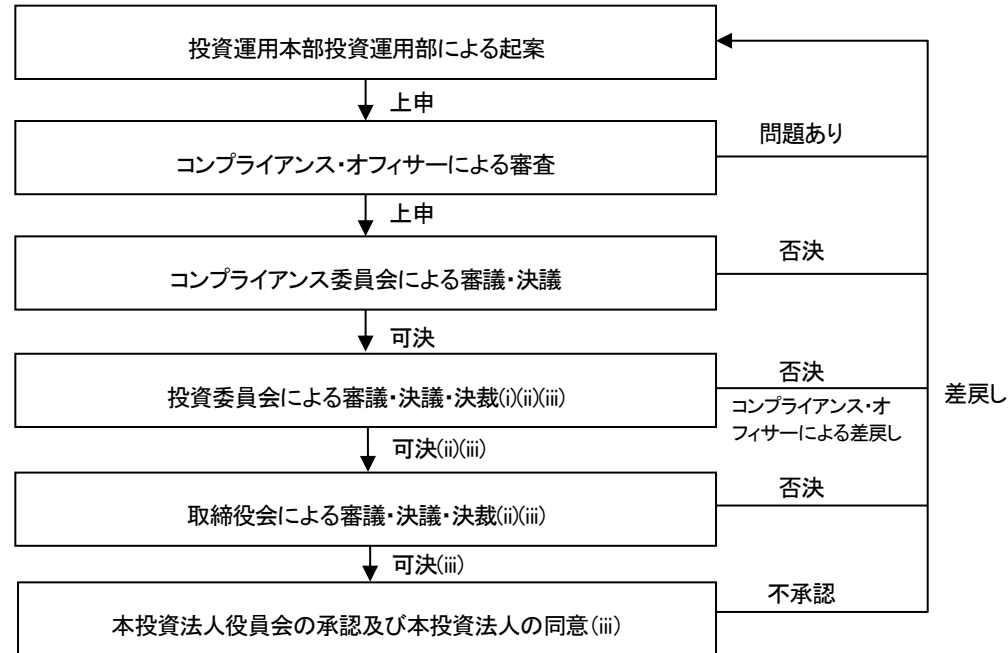 投資運用本部投資運用部による起案
上申
問題あり
コンプライアンス・オフィサーによる審査
上申
否決
コンプライアンス委員会による審議・決議
可決
否決
投資委員会による審議・決議・決裁(i)(ii)(iii)
コンプライアンス・オ
フィサーによる差戻し
差戻し
可決(ii)(iii)
否決
取締役会による審議・決議・決裁(ii)(iii)
可決(iii)
不承認
本投資法人役員会の承認及び本投資法人の同意(iii)